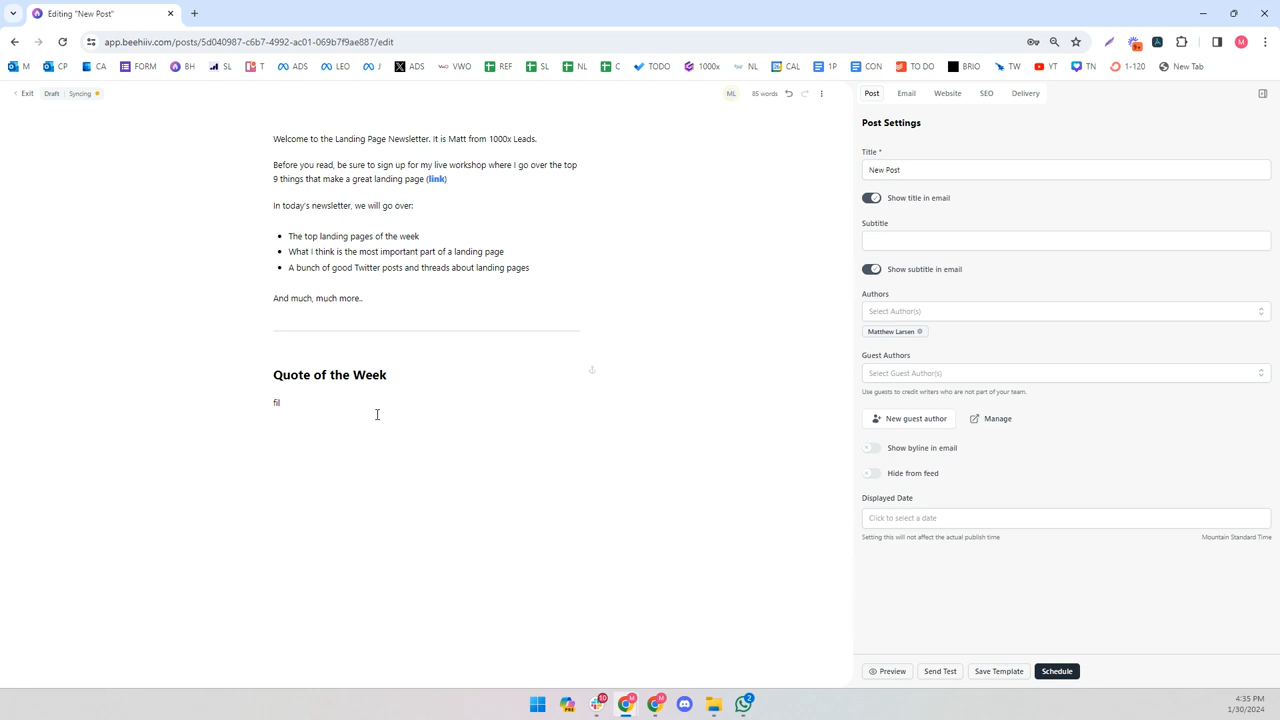 Editing "New Post"
app.beehiiv.com/posts/5d040987-c6b7-4992-ac01-069b7f9ae887/edit
M CP CA FORM BH SL T ADS LEO J ADS VWO REF SL NL C TODO 1000x NL CAL 1P CON TO DO BRIO TW YT TN 1-120 New Tab
Exit Draft Syncing ML 85 words Post Email Website SEO Delivery
Welcome to the Landing Page Newsletter. It is Matt from 1000x Leads.
Before you read, be sure to sign up for my live workshop where I go over the top
9 things that make a great landing page (link)
In today's newsletter, we will go over:
The top landing pages of the week
What I think is the most important part of a landing page
A bunch of good Twitter posts and threads about landing pages
And much, much more..
Quote of the Week
fil
Post Settings
Title *
New Post
Show title in email
Subtitle
Show subtitle in email
Authors
Select Author(s)
Matthew Larsen
Guest Authors
Select Guest Author(s)
Use guests to credit writers who are not part of your team.
New guest author Manage
Show byline in email
Hide from feed
Displayed Date
Click to select a date
Setting this will not affect the actual publish time Mountain Standard Time
Preview Send Test Save Template Schedule
4:35 PM
1/30/2024